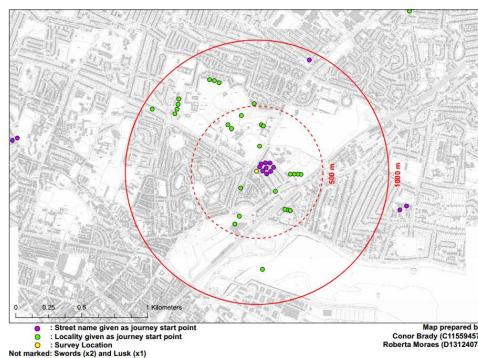 500 m
1000 m
0 0.25 0.5 1 Kilometers
: Street name given as journey start point
: Locality given as journey start point
: Survey Location
Not marked: Swords (x2) and Lusk (x1)
Map prepared b
Conor Brady (C11559457
Roberta Moraes (D1312407